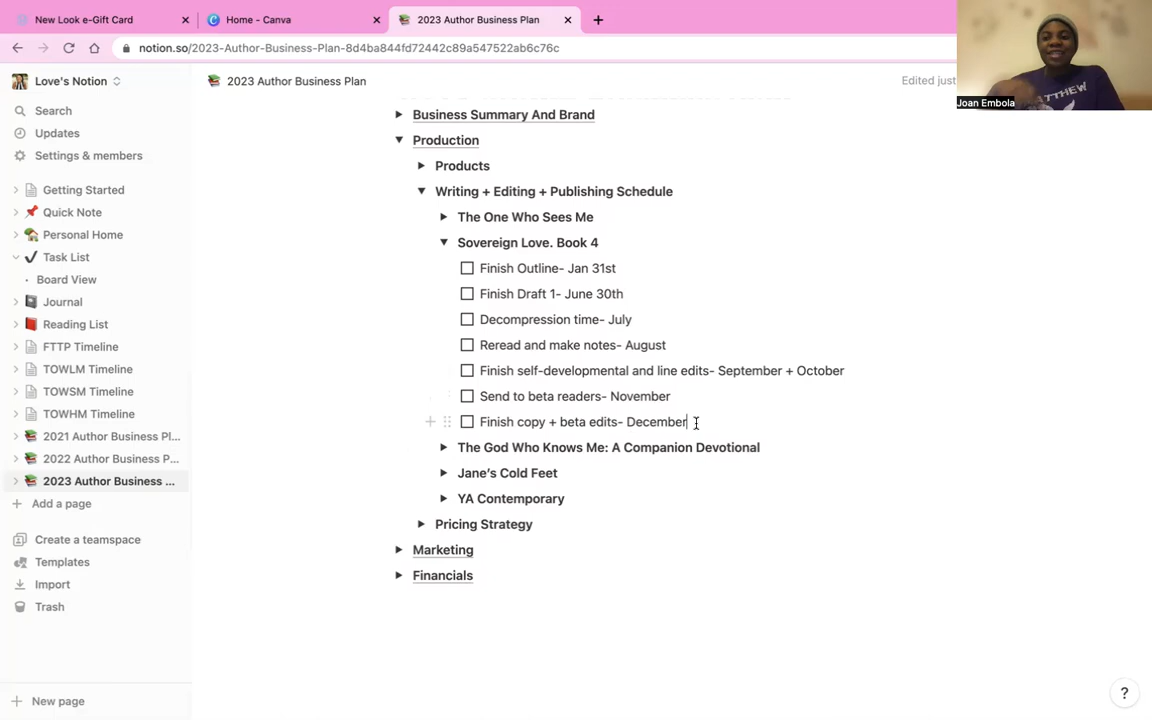 New Look e-Gift Card
Home - Canva
2023 Author Business Plan
notion.so/2023-Author-Business-Plan-8d4ba844fd72442c89a547522ab6c76c
Love's Notion
2023 Author Business Plan
Edited just
MATTHEW
Joan Embola
Search
Updates
Settings & members
Getting Started
Quick Note
Personal Home
Task List
Board View
Journal
Reading List
FTTP Timeline
TOWLM Timeline
TOWSM Timeline
TOWHM Timeline
2021 Author Business Pl...
2022 Author Business P...
2023 Author Business ...
Add a page
Create a teamspace
Templates
Import
Trash
New page
Business Summary And Brand
Production
Products
Writing + Editing + Publishing Schedule
The One Who Sees Me
Sovereign Love. Book 4
Finish Outline- Jan 31st
Finish Draft 1- June 30th
Decompression time- July
Reread and make notes- August
Finish self-developmental and line edits- September + October
Send to beta readers- November
Finish copy + beta edits- December
The God Who Knows Me: A Companion Devotional
Jane's Cold Feet
YA Contemporary
Pricing Strategy
Marketing
Financials
?